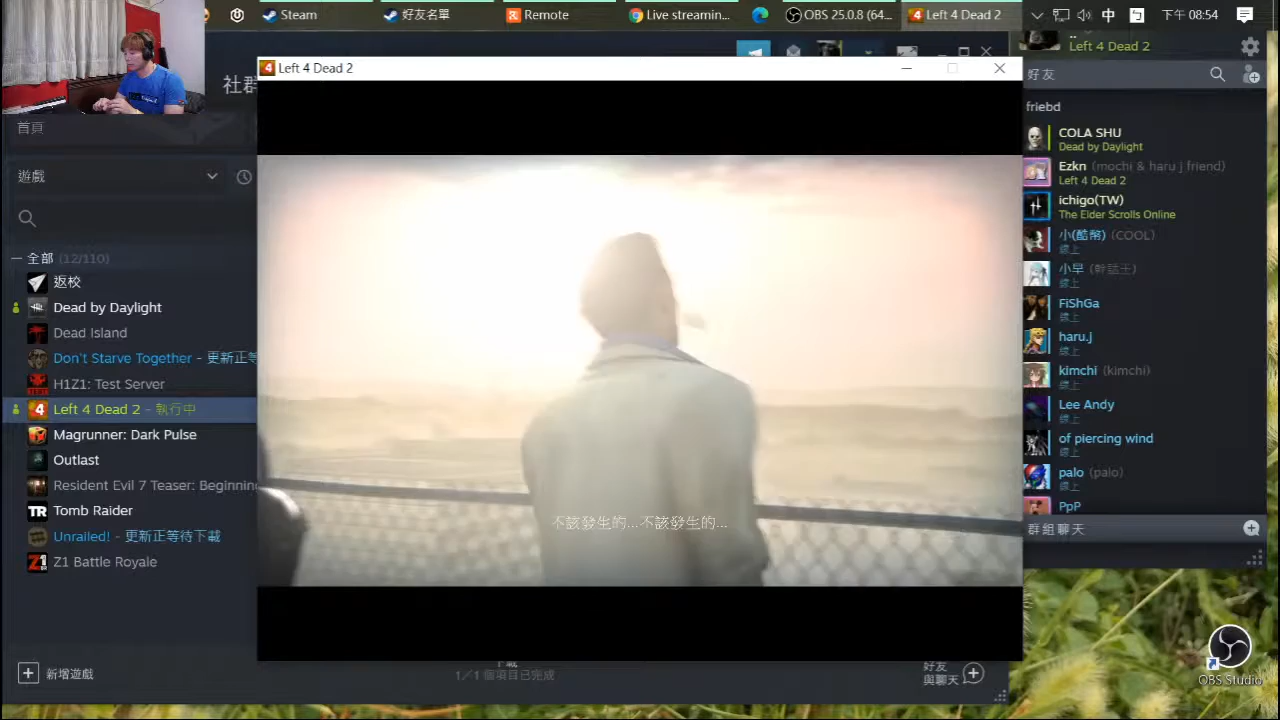 Steam
好友名單
Remote
Live streamin...
OBS 25.0.8 (64...
Left 4 Dead 2
中
下午 08:54
Left 4 Dead 2
社群
Left 4 Dead 2
好友
首頁
friebd
遊戲
COLA SHU
Dead by Daylight
Ezkn (mochi & haru j friend)
Left 4 Dead 2
ichigo(TW)
The Elder Scrolls Online
小(酷幣) (COOL)
線上
全部 (12/110)
小早 (幹話王)
線上
返校
Dead by Daylight
FiShGa
線上
Dead Island
haru.j
線上
Don't Starve Together - 更新正等
kimchi (kimchi)
線上
H1Z1: Test Server
Left 4 Dead 2 - 執行中
Lee Andy
線上
Magrunner: Dark Pulse
of piercing wind
線上
Outlast
palo (palo)
線上
Resident Evil 7 Teaser: Beginning
PpP
Tomb Raider
不該發生的...不該發生的...
群組聊天
Unrailed! - 更新正等待下載
Z1 Battle Royale
新增遊戲
下載
1/1 個項目已完成
好友
與聊天
OBS Studio